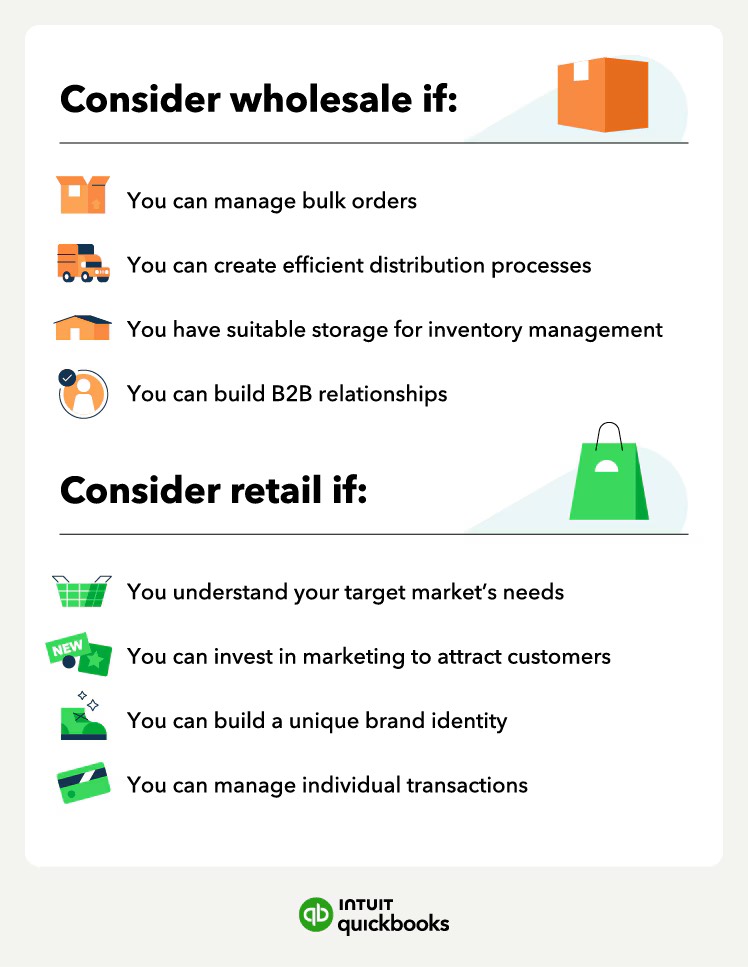 Consider wholesale if:
You can manage bulk orders
You can create efficient distribution processes
You have suitable storage for inventory management
You can build B2B relationships
Consider retail if:
You understand your target market’s needs
NEW
You can invest in marketing to attract customers
You can build a unique brand identity
You can manage individual transactions
qb
INTUIT
quickbooks